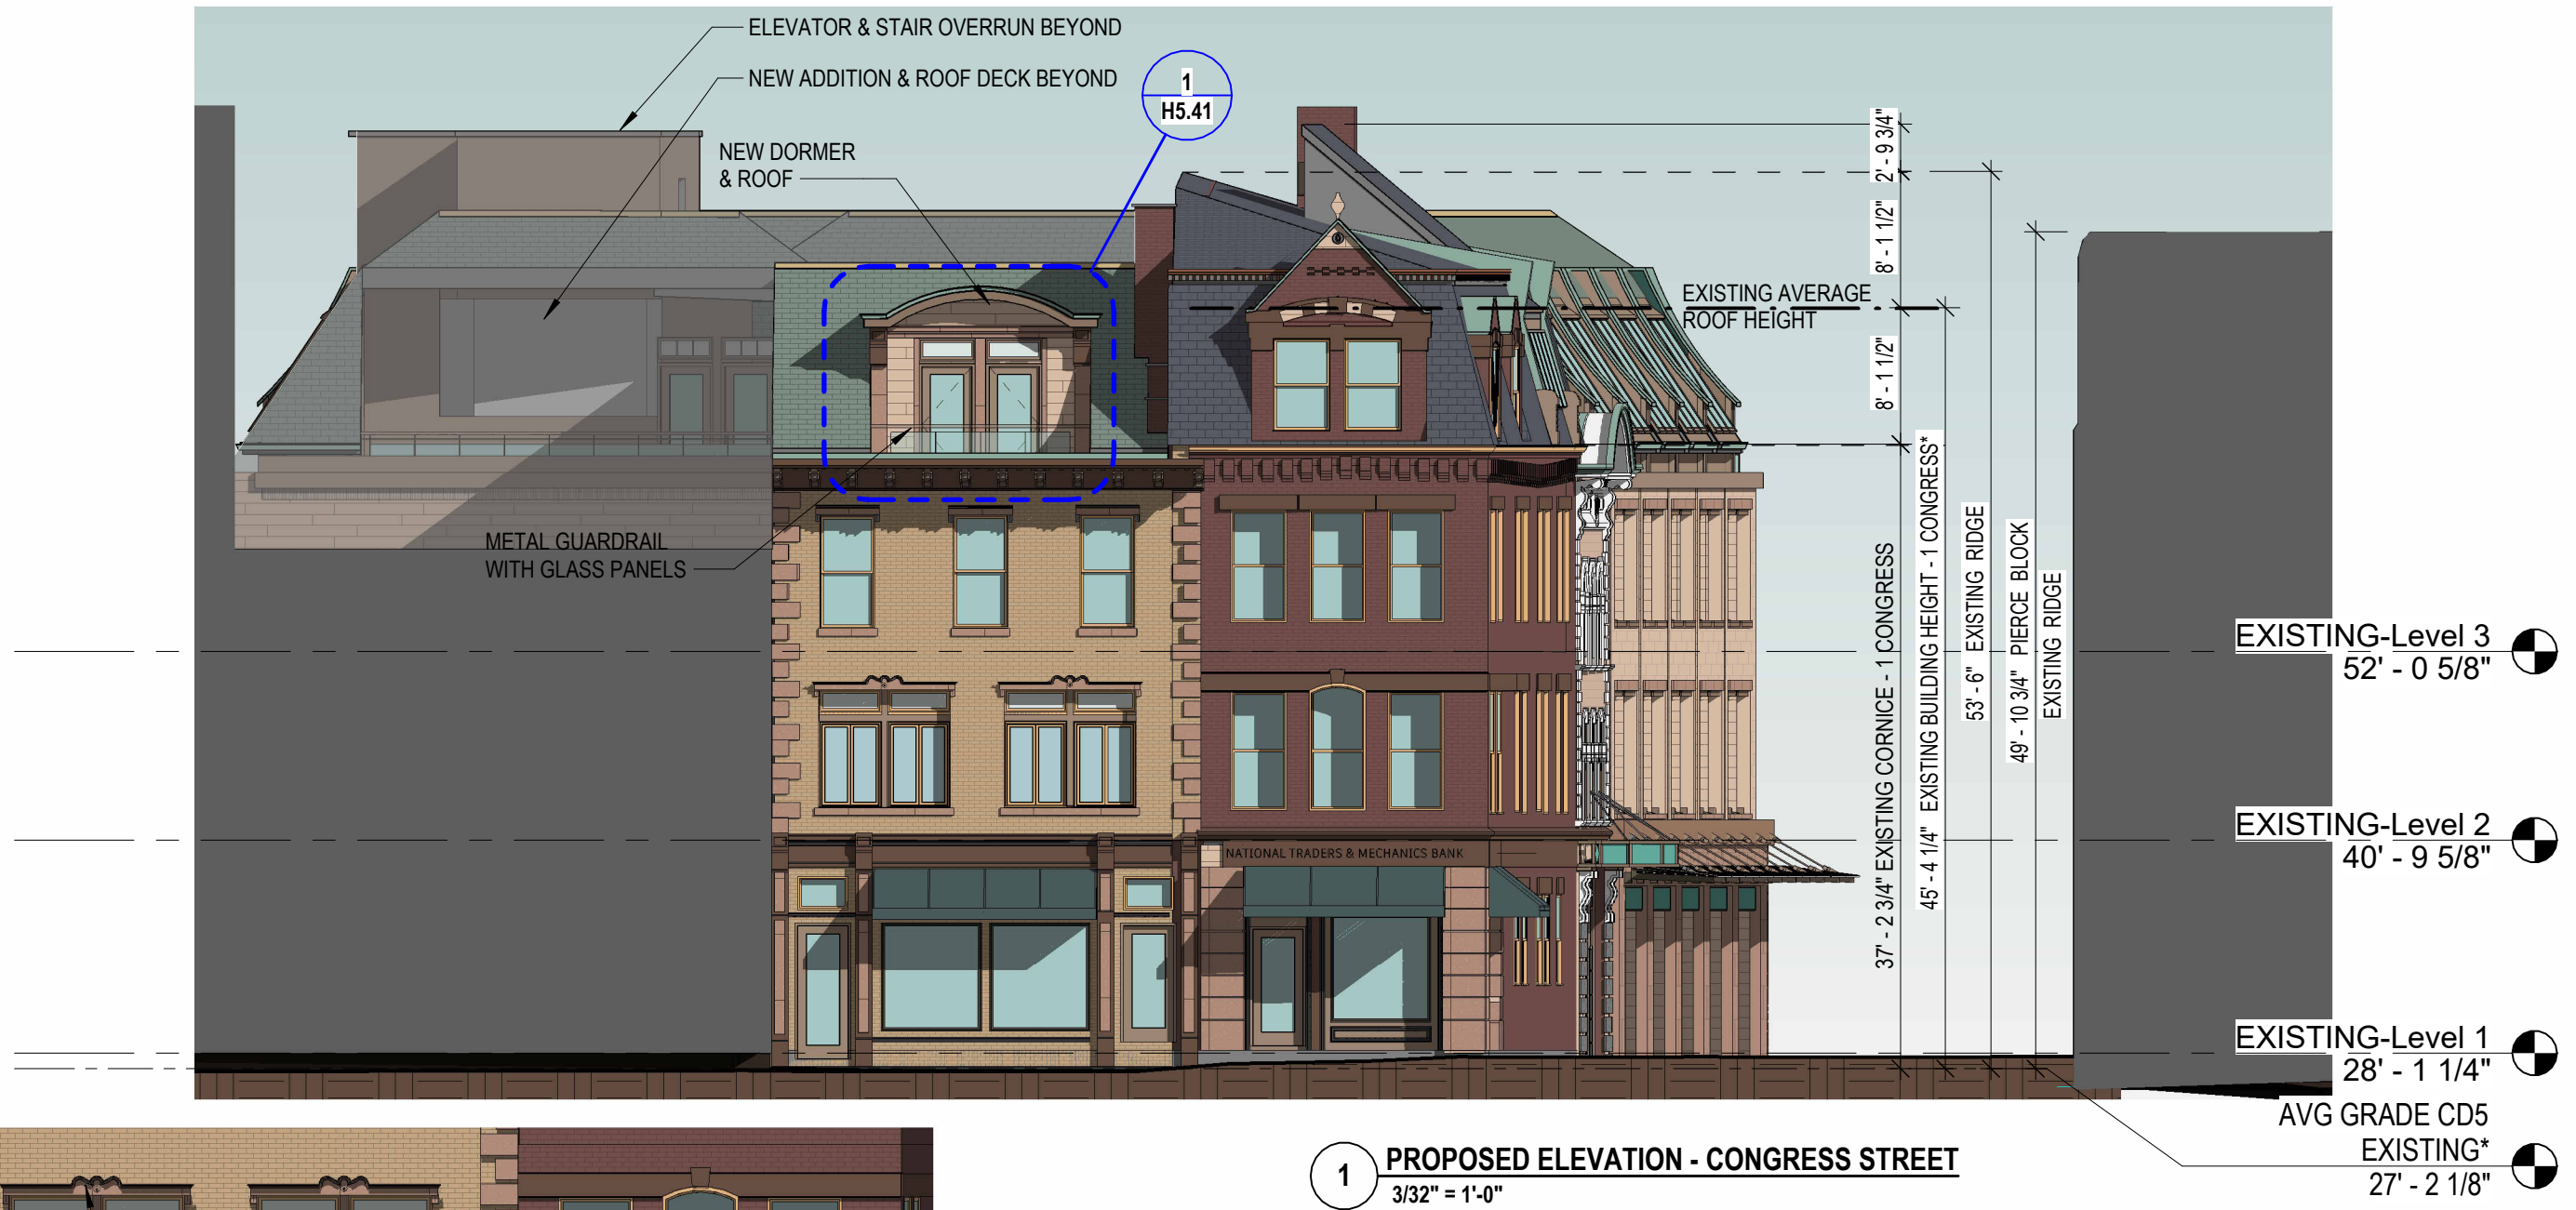 ELEVATOR & STAIR OVERRUN BEYOND
NEW ADDITION & ROOF DECK BEYOND
1
H5.41
NEW DORMER
& ROOF
METAL GUARDRAIL
WITH GLASS PANELS
EXISTING AVERAGE
ROOF HEIGHT
2' - 9 3/4"
8' - 1 1/2"
8' - 1 1/2"
37' - 2 3/4" EXISTING CORNICE - 1 CONGRESS
45' - 4 1/4" EXISTING BUILDING HEIGHT - 1 CONGRESS*
53' - 6" EXISTING RIDGE
49' - 10 3/4" PIERCE BLOCK
EXISTING RIDGE
NATIONAL TRADERS & MECHANICS BANK
EXISTING-Level 3
52' - 0 5/8"
EXISTING-Level 2
40' - 9 5/8"
EXISTING-Level 1
28' - 1 1/4"
AVG GRADE CD5
EXISTING*
27' - 2 1/8"
1
PROPOSED ELEVATION - CONGRESS STREET
3/32" = 1'-0"